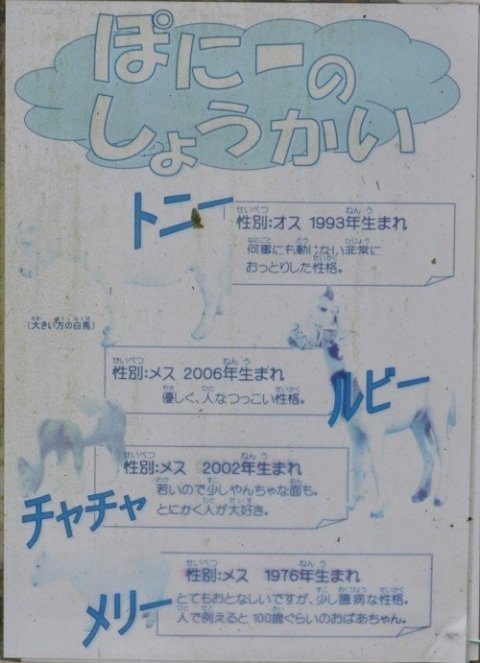 ぽにーの
しょうかい
トニー
性別:オス 1993年生まれ
何事にも動じない非常に
おっとりした性格。
(大きい方の白馬)
性別:メス 2006年生まれ
優しく、人なつっこい性格。
ルビー
性別:メス 2002年生まれ
若いので少しやんちゃな面も。
とにかく人が大好き。
チャチャ
性別:メス 1976年生まれ
とてもおとなしいですが、少し臆病な性格。
人で例えると100歳ぐらいのおばあちゃん。
メリー